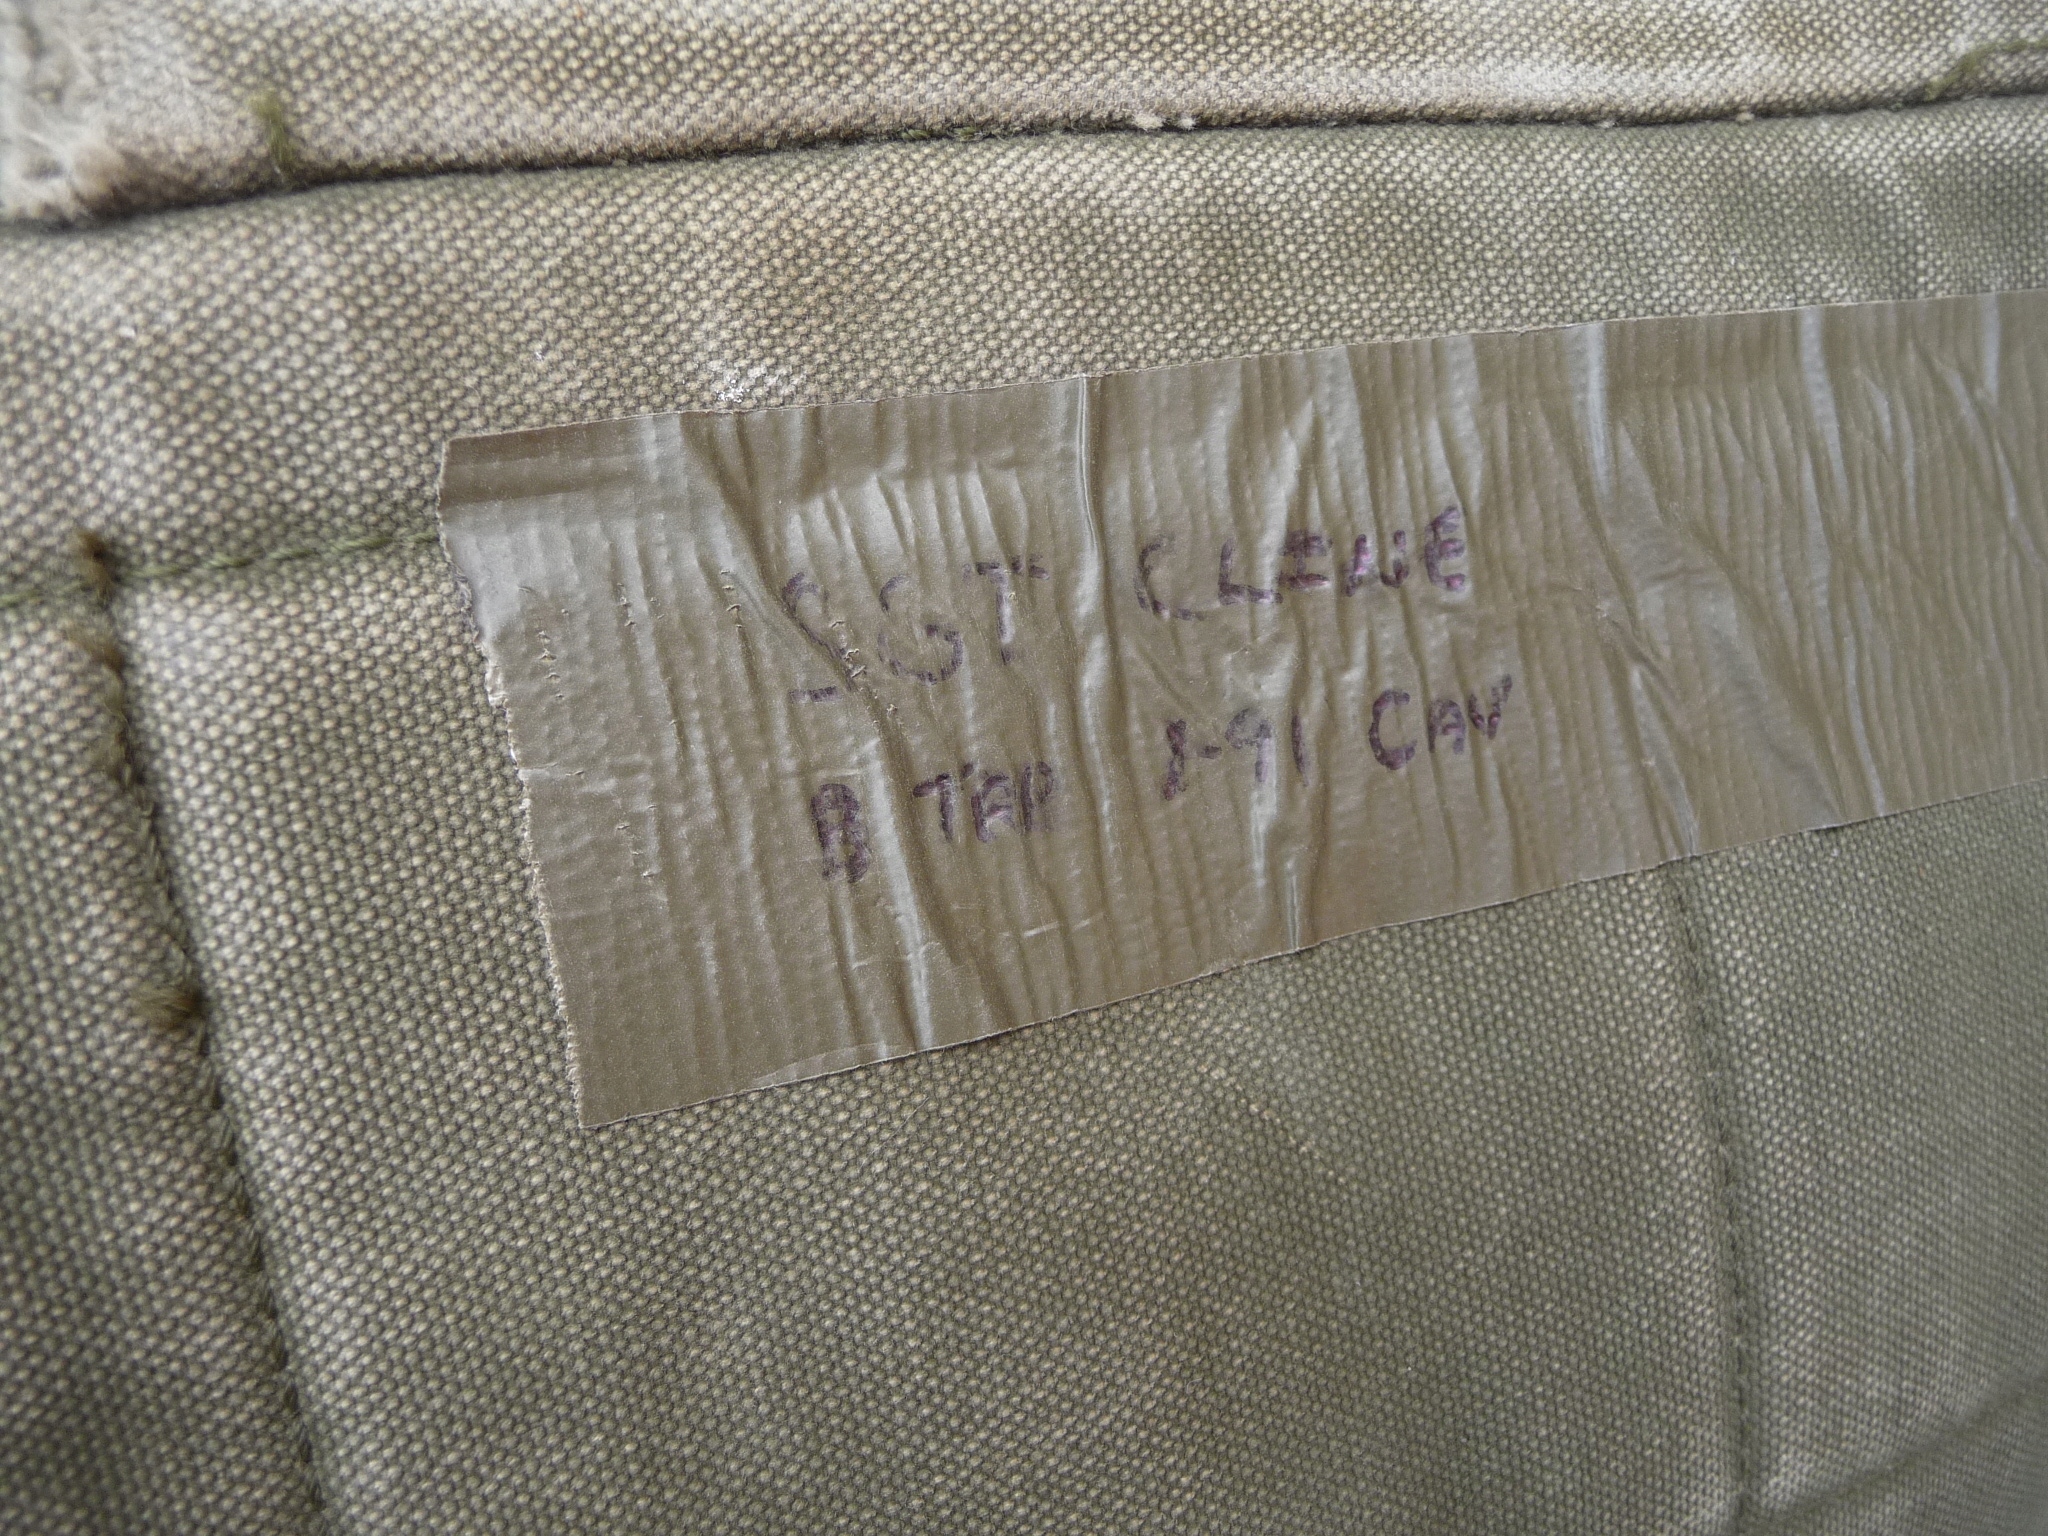 SGT CLINE
B TRP 1-91 CAV